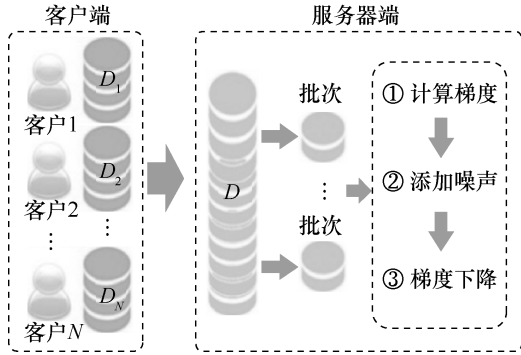 客户端
服务器端
D1
客户1
D2
客户2
⋮
⋮
DN
客户N
D
批次
⋮
批次
① 计算梯度
② 添加噪声
③ 梯度下降